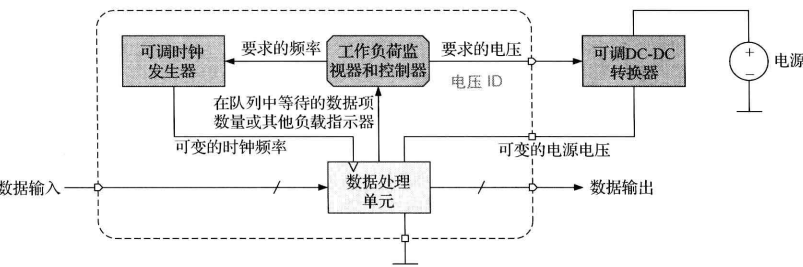 可调时钟
发生器
要求的频率
工作负荷监
视器和控制器
要求的电压
电压 ID
可调DC-DC
转换器
+
−
电源
在队列中等待的数据项
数量或其他负载指示器
可变的时钟频率
可变的电源电压
数据输入
数据处理
单元
数据输出